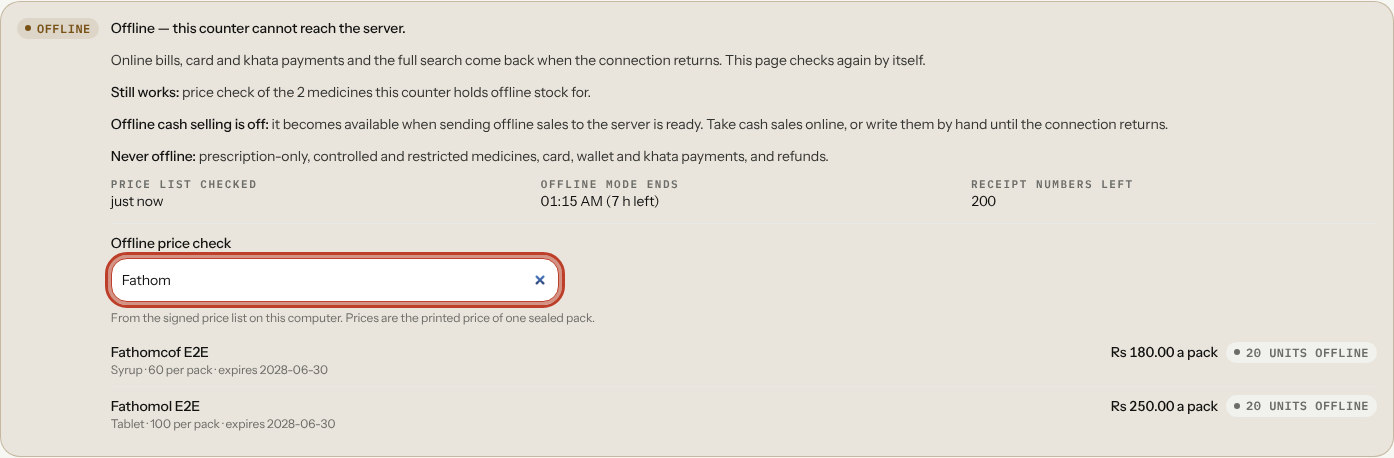 OFFLINE
Offline — this counter cannot reach the server.
Online bills, card and khata payments and the full search come back when the connection returns. This page checks again by itself.
Still works: price check of the 2 medicines this counter holds offline stock for.
Offline cash selling is off: it becomes available when sending offline sales to the server is ready. Take cash sales online, or write them by hand until the connection returns.
Never offline: prescription-only, controlled and restricted medicines, card, wallet and khata payments, and refunds.
PRICE LIST CHECKED
just now
OFFLINE MODE ENDS
01:15 AM (7 h left)
RECEIPT NUMBERS LEFT
200
Offline price check
Fathom
From the signed price list on this computer. Prices are the printed price of one sealed pack.
Fathomcof E2E
Syrup · 60 per pack · expires 2028-06-30
Rs 180.00 a pack
20 UNITS OFFLINE
Fathomol E2E
Tablet · 100 per pack · expires 2028-06-30
Rs 250.00 a pack
20 UNITS OFFLINE